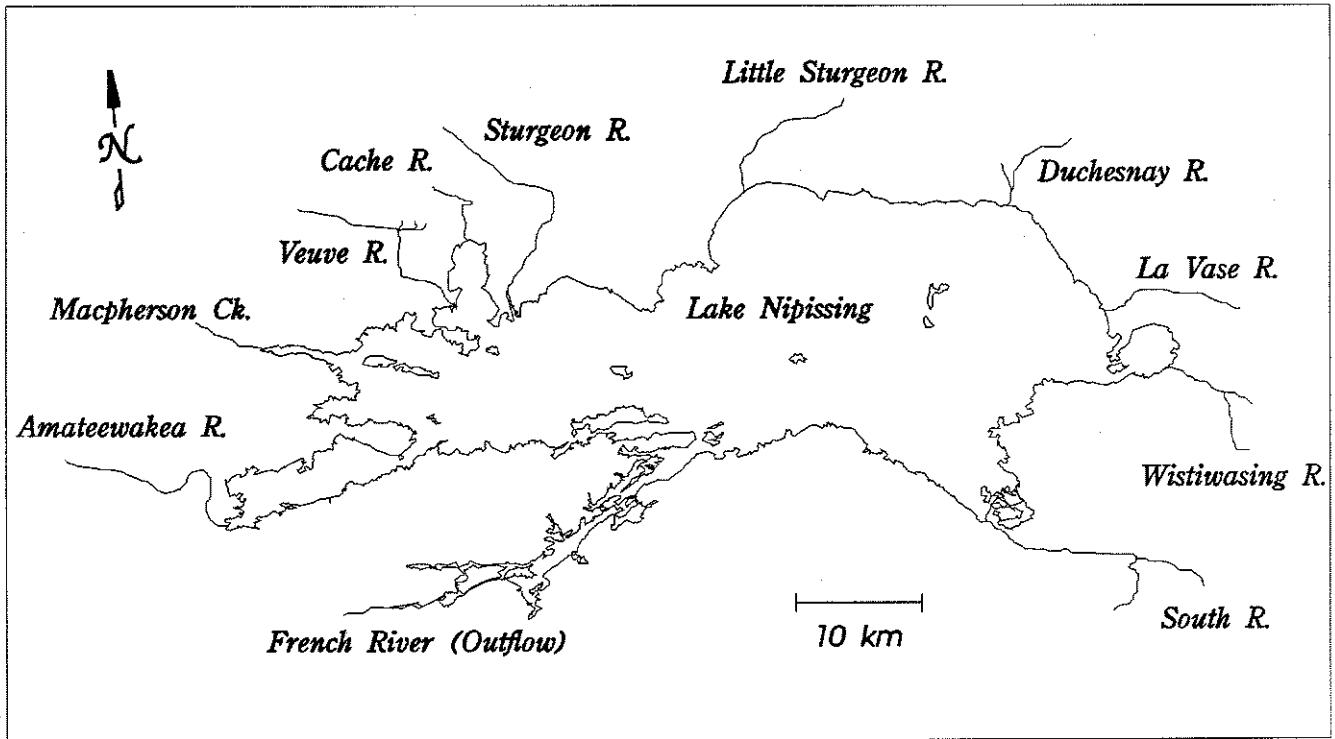 Little Sturgeon R.
Sturgeon R.
Cache R.
N
Duchesnay R.
Veuve R.
La Vase R.
Macpherson Ck.
Lake Nipissing
Amateewakea R.
Wistiwasing R.
South R.
10 km
French River (Outflow)